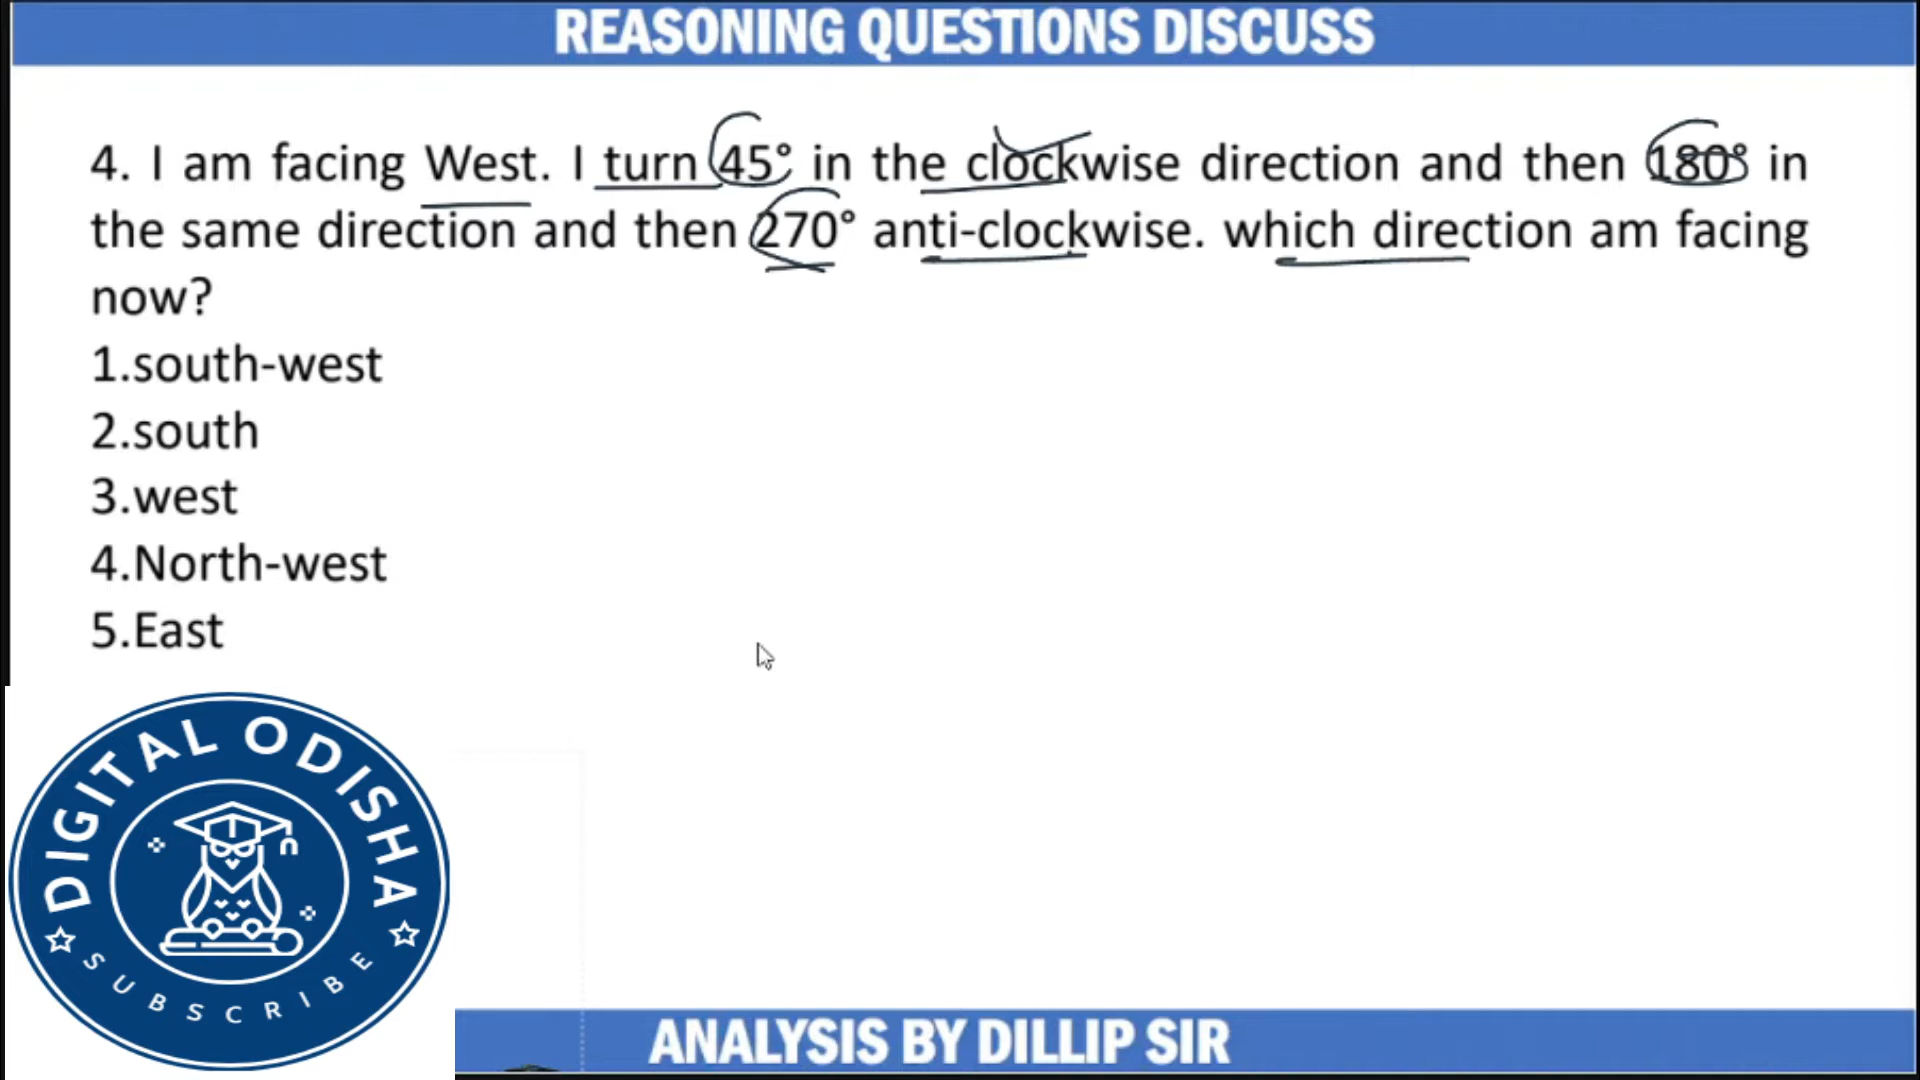 REASONING QUESTIONS DISCUSS
4. I am facing West. I turn 45° in the clockwise direction and then 180° in
the same direction and then 270° anti-clockwise. which direction am facing
now?
1.south-west
2.south
3.west
4.North-west
5.East
DIGITAL ODISHA
SUBSCRIBE
ANALYSIS BY DILLIP SIR